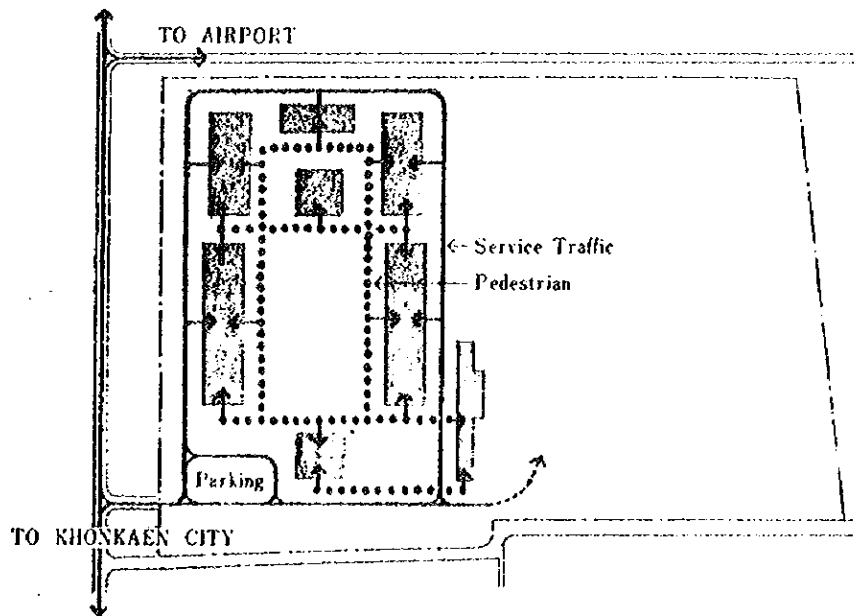 TO AIRPORT
Service Traffic
Pedestrian
Parking
TO KHONKAEN CITY